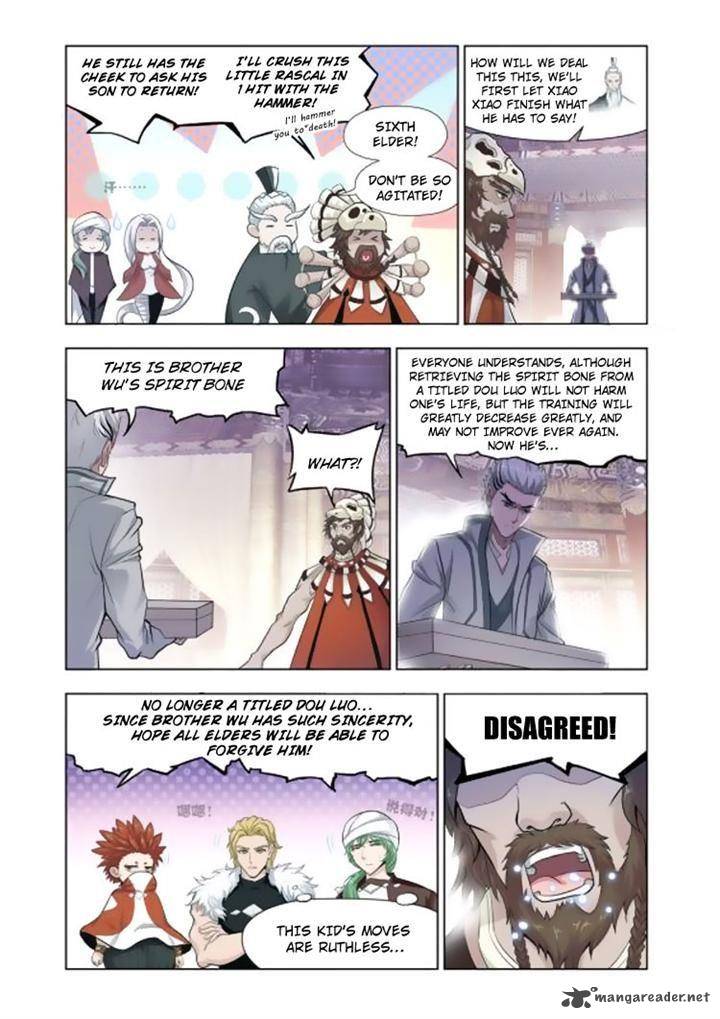 HE STILL HAS THE
CHEEK TO ASK HIS
SON TO RETURN!
I'LL CRUSH THIS
LITTLE RASCAL IN
1 HIT WITH THE
HAMMER!
I'll hammer
you to death!
SIXTH
ELDER!
DON'T BE SO
AGITATED!
汗......
HOW WILL WE DEAL
THIS THIS, WE'LL
FIRST LET XIAO
XIAO FINISH WHAT
HE HAS TO SAY!
THIS IS BROTHER
WU'S SPIRIT BONE
WHAT?!
EVERYONE UNDERSTANDS, ALTHOUGH
RETRIEVING THE SPIRIT BONE FROM
A TITLED DOU LUO WILL NOT HARM
ONE'S LIFE, BUT THE TRAINING WILL
GREATLY DECREASE GREATLY, AND
MAY NOT IMPROVE EVER AGAIN.
NOW HE'S...
NO LONGER A TITLED DOU LUO...
SINCE BROTHER WU HAS SUCH SINCERITY,
HOPE ALL ELDERS WILL BE ABLE TO
FORGIVE HIM!
嗯嗯!
说得对!
THIS KID'S MOVES
ARE RUTHLESS...
DISAGREED!
mangareader.net